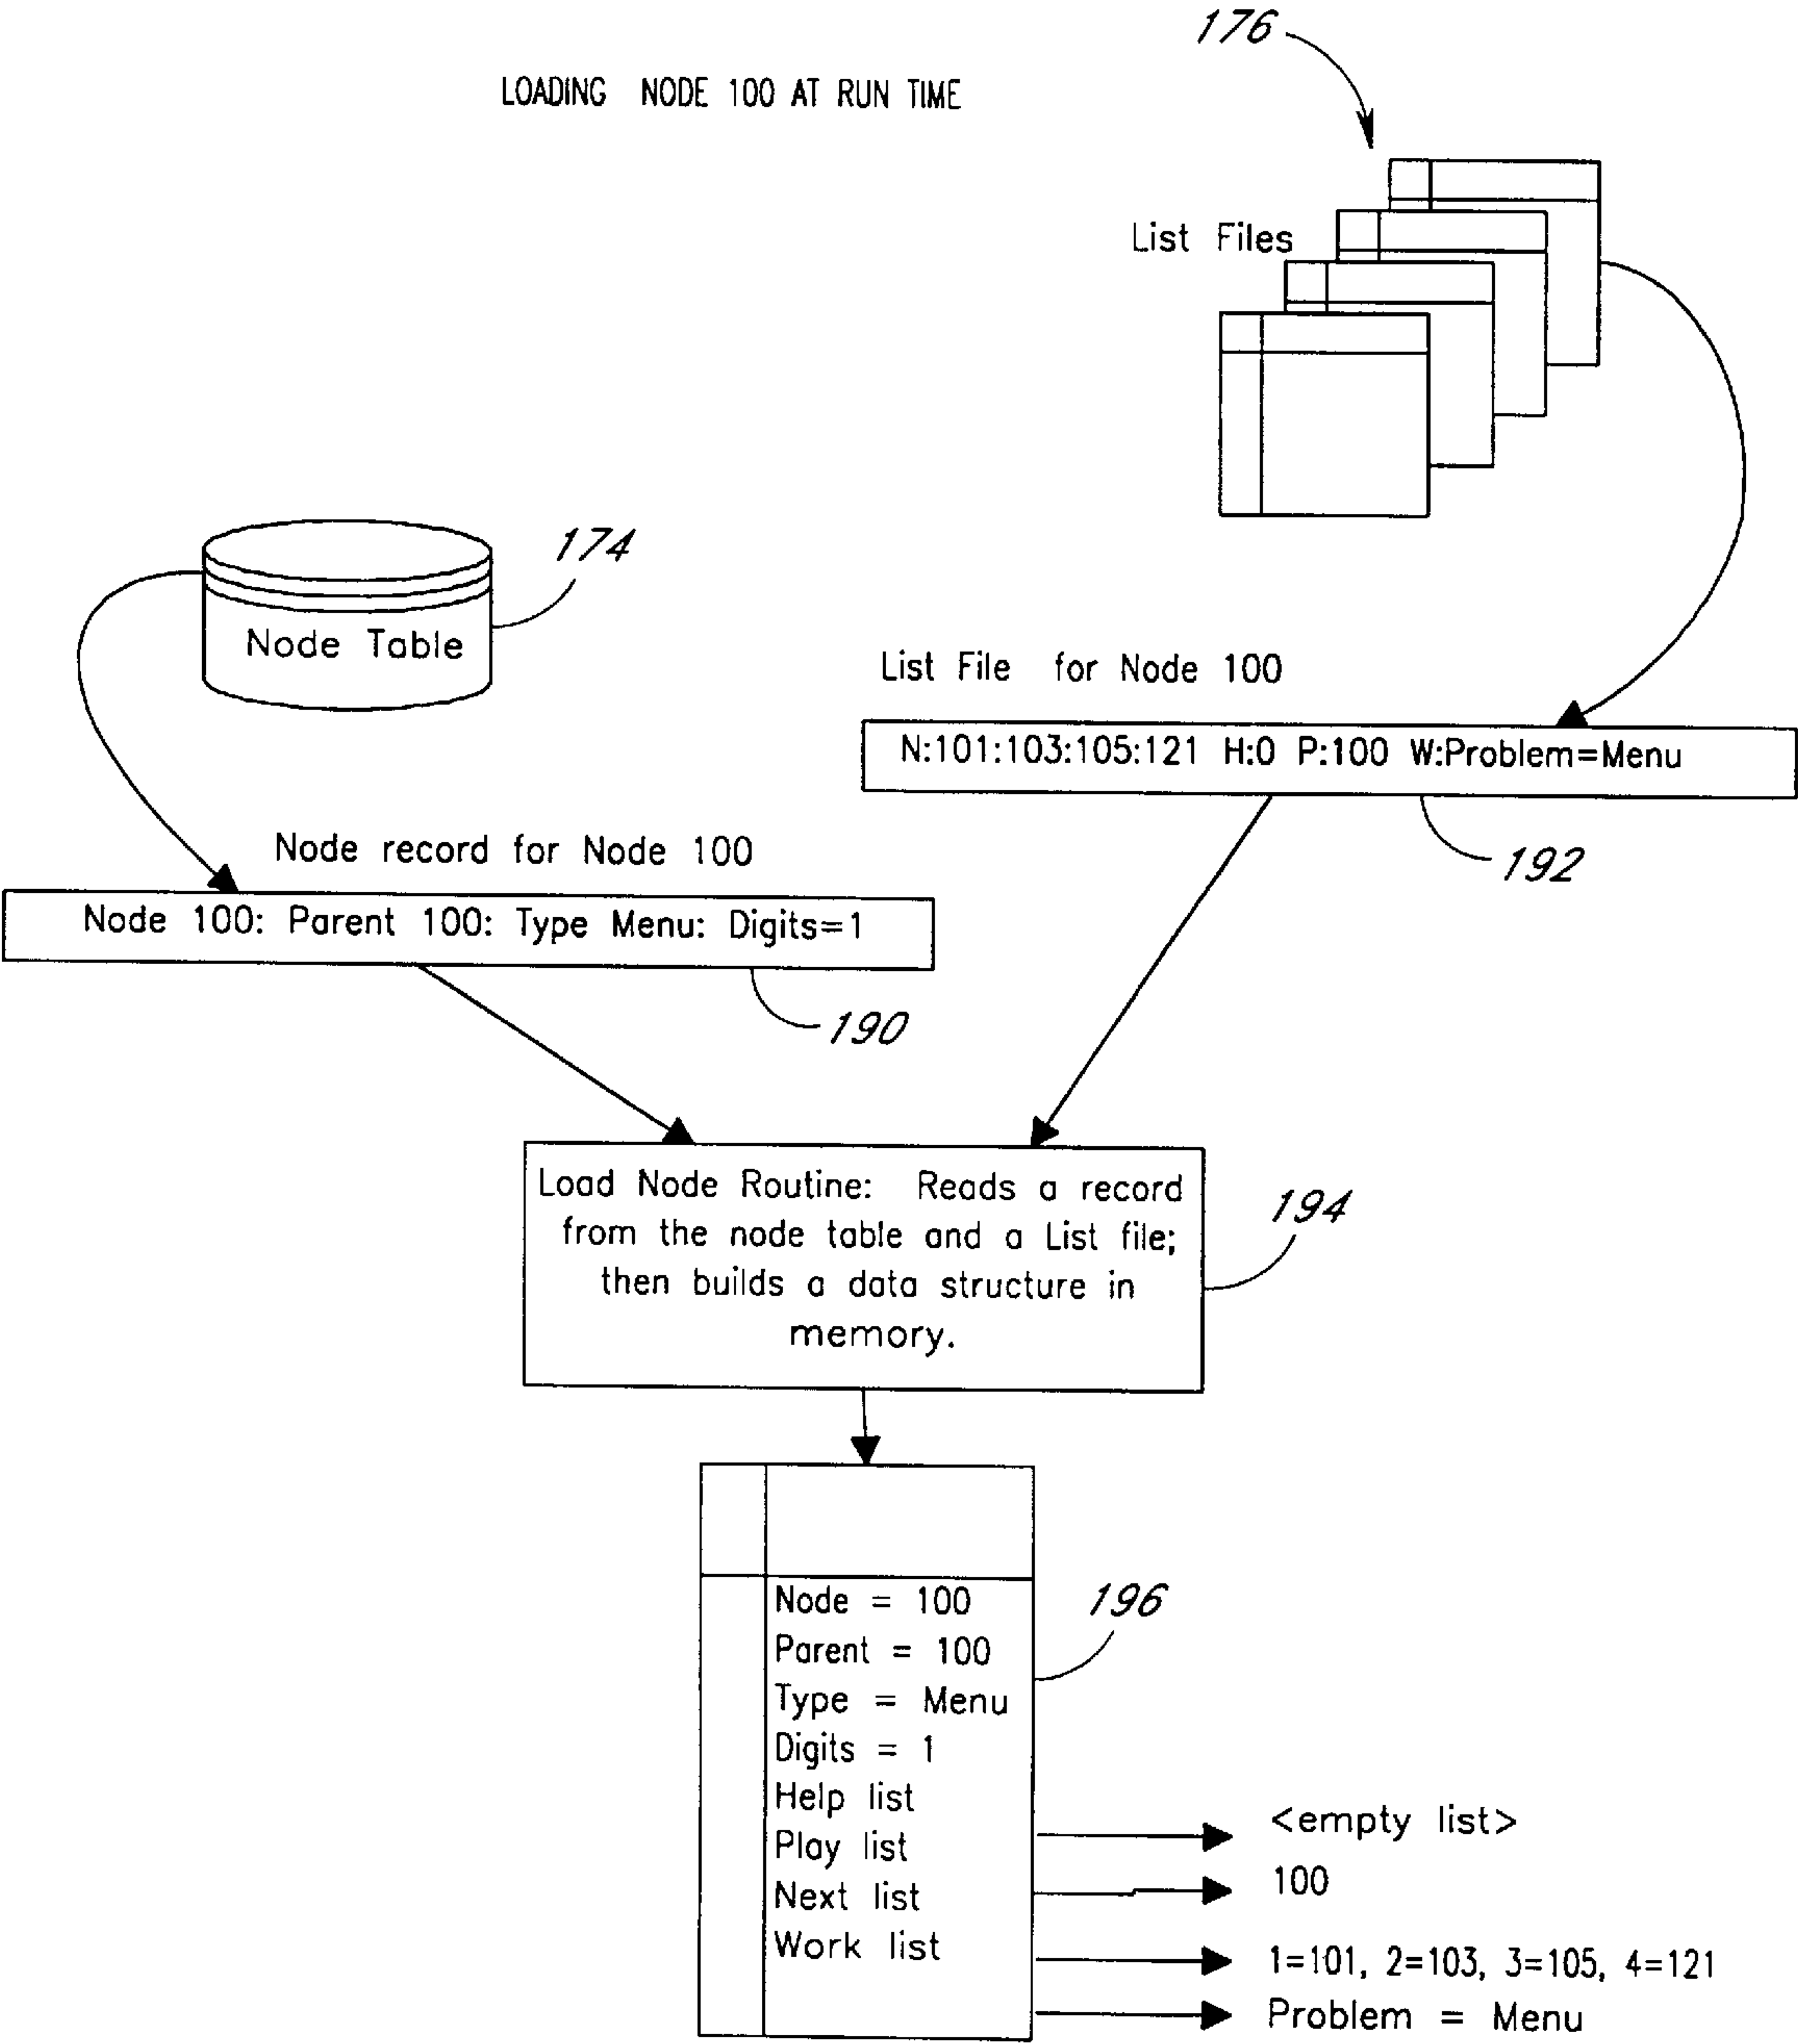 176
LOADING NODE 100 AT RUN TIME
List Files
174
Node Table
List File for Node 100
N:101:103:105:121 H:0 P:100 W:Problem=Menu
192
Node record for Node 100
Node 100: Parent 100: Type Menu: Digits=1
190
Load Node Routine: Reads a record
from the node table and a List file;
then builds a data structure in
memory.
194
Node = 100
196
Parent = 100
Type = Menu
Digits = 1
Help list
Play list
Next list
Work list
<empty list>
100
1=101, 2=103, 3=105, 4=121
Problem = Menu